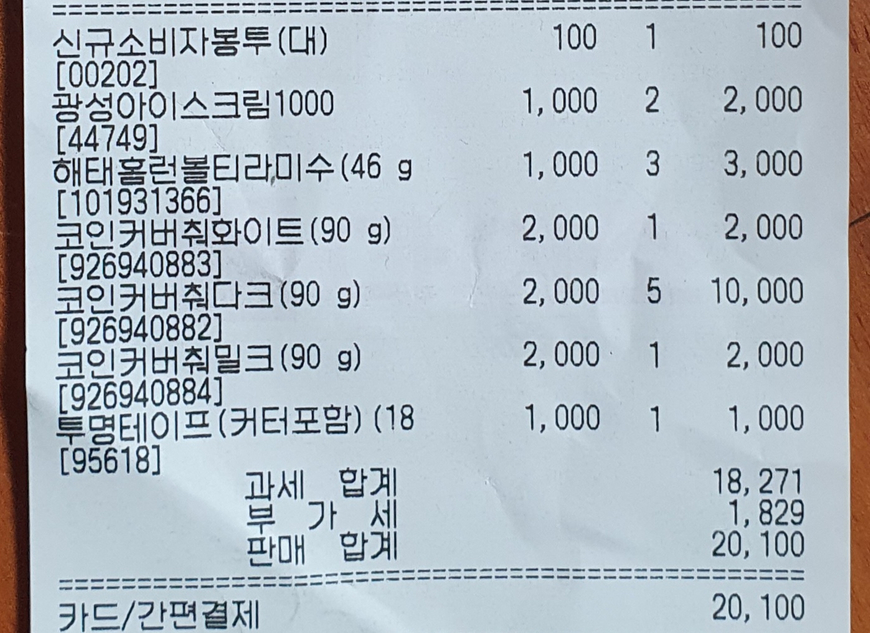 신규소비자봉투(대) 100 1 100
[00202]
광성아이스크림1000 1,000 2 2,000
[44749]
해태홀런볼티라미수(46 g 1,000 3 3,000
[101931366]
코인커버춰화이트(90 g) 2,000 1 2,000
[926940883]
코인커버춰다크(90 g) 2,000 5 10,000
[926940882]
코인커버춰밀크(90 g) 2,000 1 2,000
[926940884]
투명테이프(커터포함)(18 1,000 1 1,000
[95618]
과세 합계 18,271
부 가 세 1,829
판매 합계 20,100
카드/간편결제 20,100